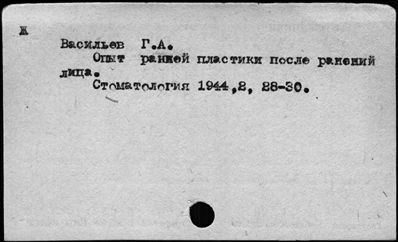 Ж
Васильев Г.А.
Опыт ранней пластики после ранений
лица.
Стоматология 1944,2, 28-30.